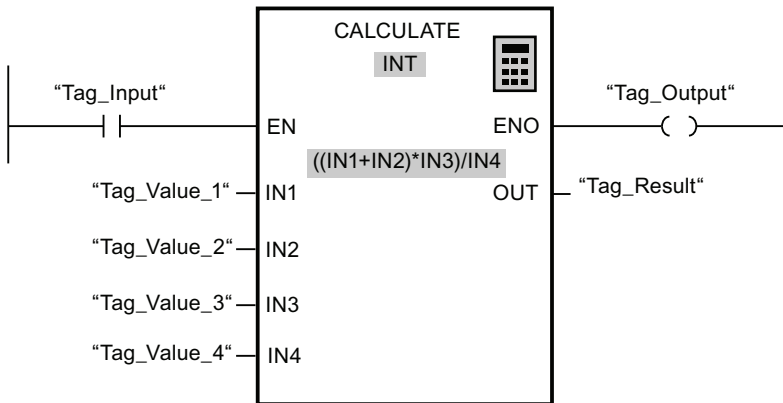 CALCULATE
INT
“Tag_Input“
“Tag_Output“
EN
ENO
((IN1+IN2)*IN3)/IN4
“Tag_Value_1“
IN1
OUT
“Tag_Result“
“Tag_Value_2“
IN2
“Tag_Value_3“
IN3
“Tag_Value_4“
IN4